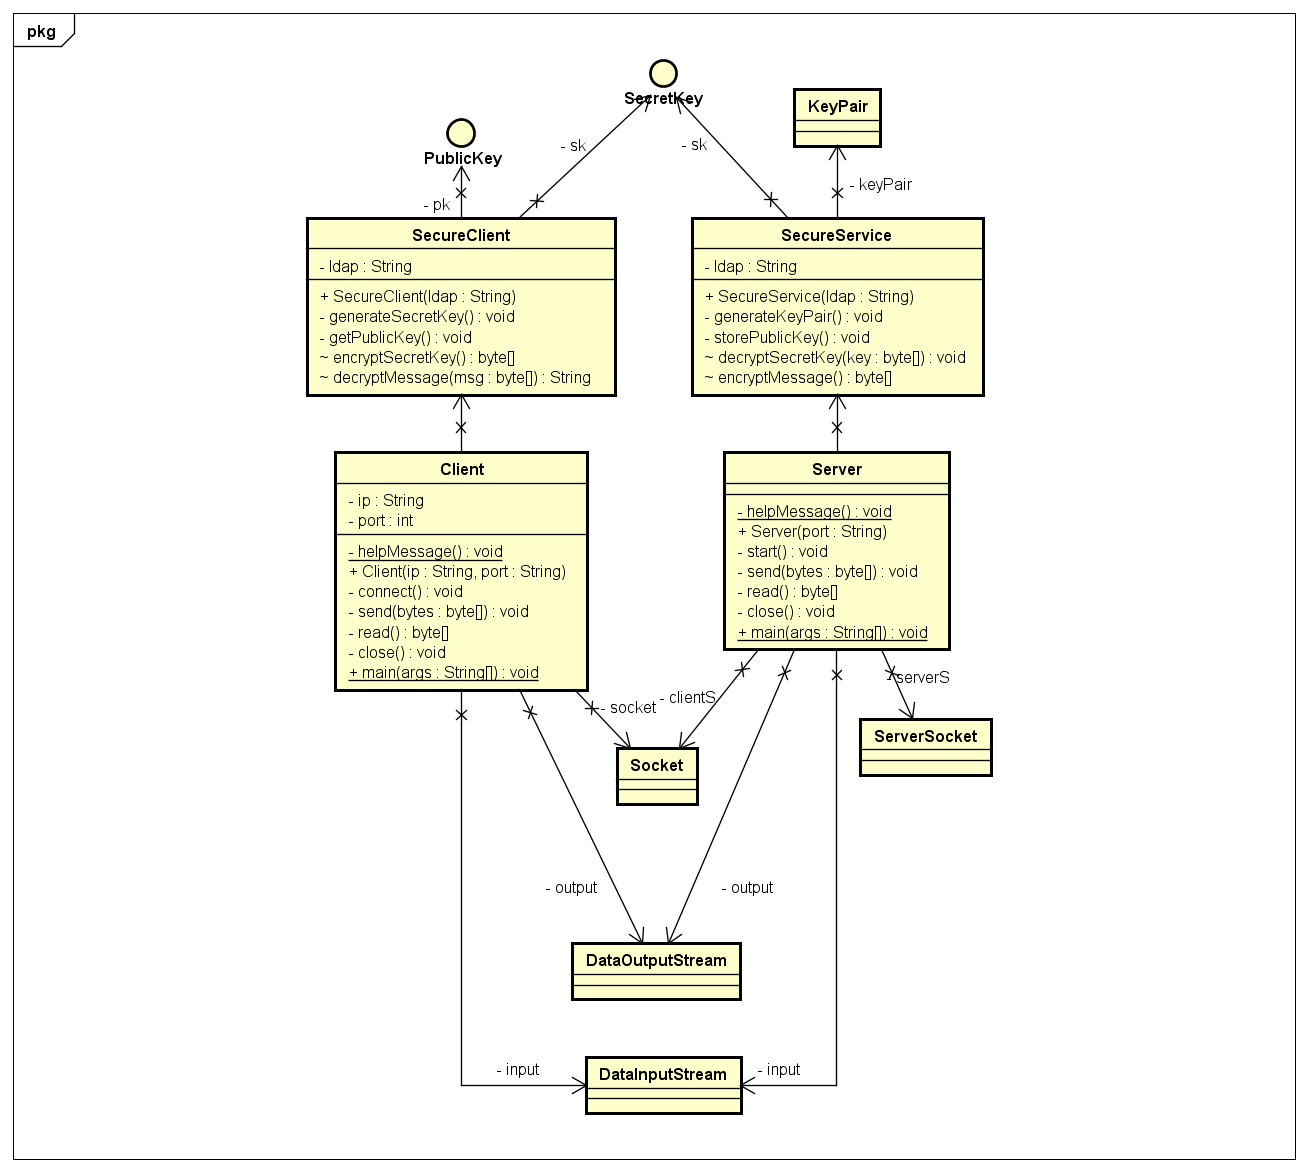 pkg
SecretKey
KeyPair
PublicKey
- sk
- sk
- keyPair
- pk
SecureClient
- ldap : String
+ SecureClient(ldap : String)
- generateSecretKey() : void
- getPublicKey() : void
~ encryptSecretKey() : byte[]
~ decryptMessage(msg : byte[]) : String
SecureService
- ldap : String
+ SecureService(ldap : String)
- generateKeyPair() : void
- storePublicKey() : void
~ decryptSecretKey(key : byte[]) : void
~ encryptMessage() : byte[]
Client
- ip : String
- port : int
- helpMessage() : void
+ Client(ip : String, port : String)
- connect() : void
- send(bytes : byte[]) : void
- read() : byte[]
- close() : void
+ main(args : String[]) : void
Server
- helpMessage() : void
+ Server(port : String)
- start() : void
- send(bytes : byte[]) : void
- read() : byte[]
- close() : void
+ main(args : String[]) : void
- socket
- clientS
- serverS
Socket
ServerSocket
- output
- output
DataOutputStream
- input
- input
DataInputStream